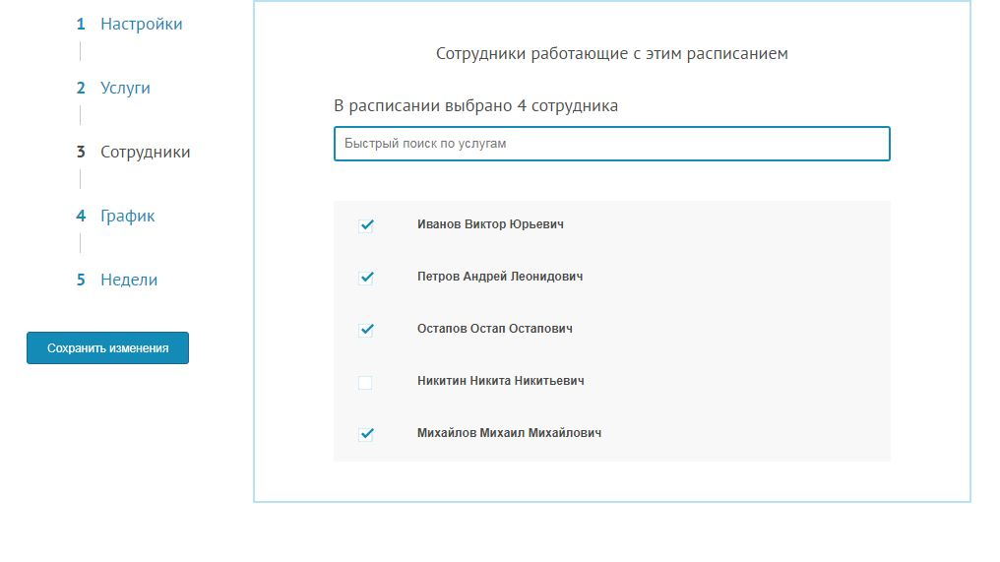 1 Настройки
2 Услуги
3 Сотрудники
4 График
5 Недели
Сохранить изменения
Сотрудники работающие с этим расписанием
В расписании выбрано 4 сотрудника
Быстрый поиск по услугам
Иванов Виктор Юрьевич
Петров Андрей Леонидович
Остапов Остап Остапович
Никитин Никита Никитьевич
Михайлов Михаил Михайлович